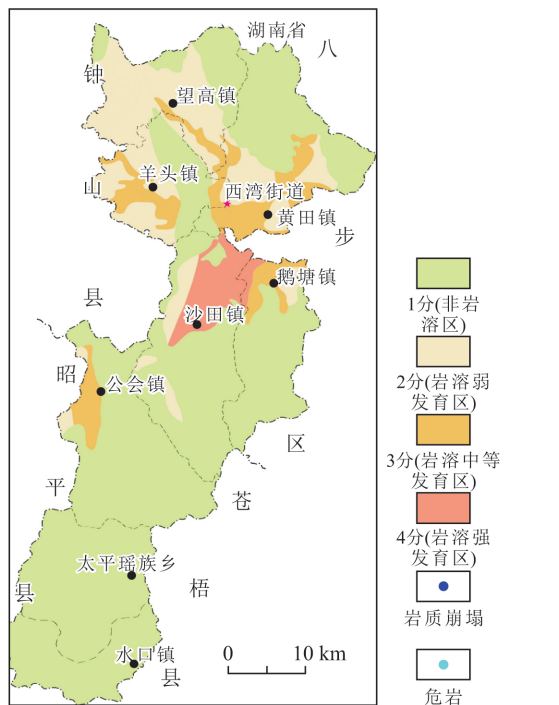 湖南省
八
钟
望高镇
羊头镇
山
西湾街道
黄田镇
步
鹅塘镇
县
沙田镇
昭
公会镇
区
平
苍
太平瑶族乡
县
梧
水口镇
县
0 10 km
1分(非岩
溶区)
2分(岩溶弱
发育区)
3分(岩溶中等
发育区)
4分(岩溶强
发育区)
岩质崩塌
危岩